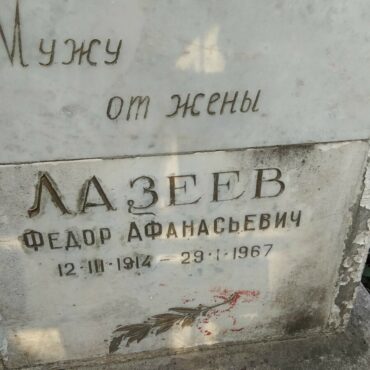 Мужу
от жены
ЛАЗЕЕВ
ФЕДОР АФАНАСЬЕВИЧ
12·III·1914 – 29·I·1967